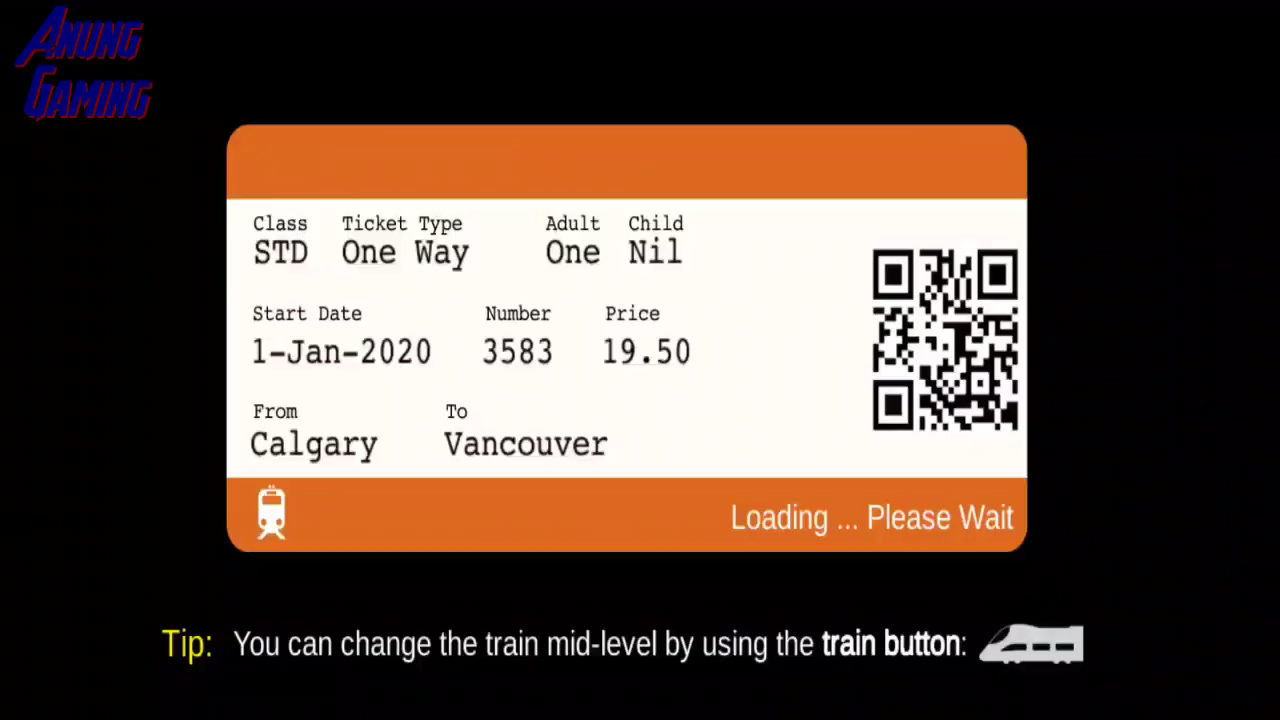 ANUNG
GAMING
Class Ticket Type Adult Child
STD One Way One Nil
Start Date Number Price
1-Jan-2020 3583 19.50
From To
Calgary Vancouver
Loading ... Please Wait
Tip: You can change the train mid-level by using the train button: